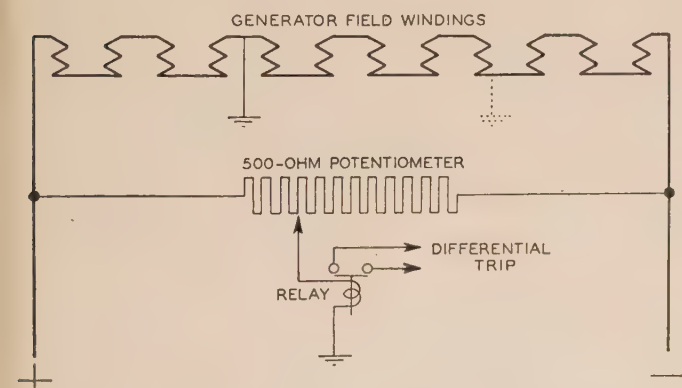 GENERATOR FIELD WINDINGS
500-OHM POTENTIOMETER
DIFFERENTIAL
TRIP
RELAY
+
—